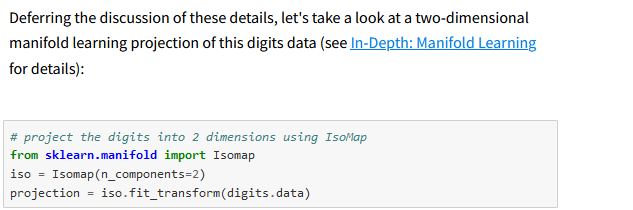 Deferring the discussion of these details, let's take a look at a two-dimensional
manifold learning projection of this digits data (see In-Depth: Manifold Learning
for details):
# project the digits into 2 dimensions using IsoMap
from sklearn.manifold import Isomap
iso = Isomap(n_components=2)
projection = iso.fit_transform(digits.data)